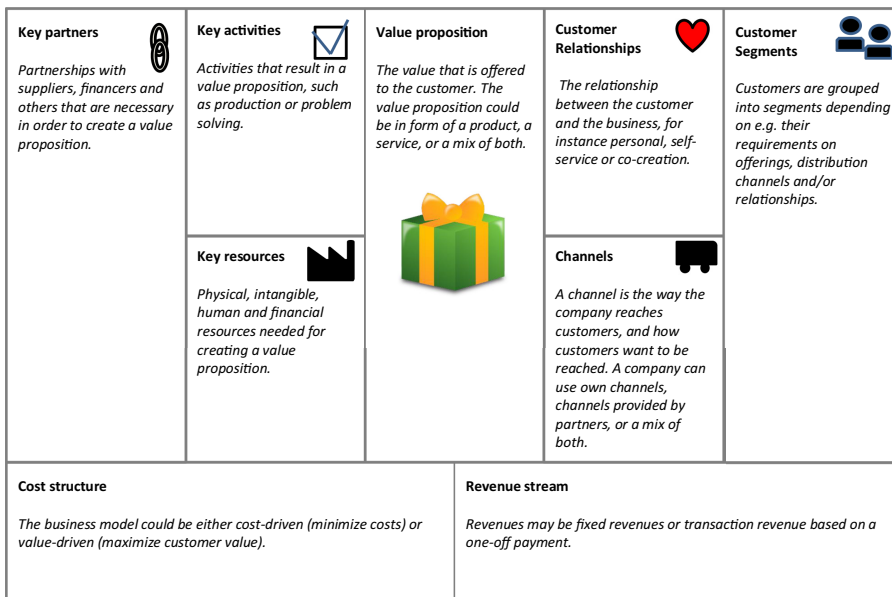 Key partners
Partnerships with
suppliers, financers and
others that are necessary
in order to create a value
proposition.
Key activities
Activities that result in a
value proposition, such
as production or problem
solving.
Key resources
Physical, intangible,
human and financial
resources needed for
creating a value
proposition.
Value proposition
The value that is offered
to the customer. The
value proposition could
be in form of a product, a
service, or a mix of both.
Customer
Relationships
The relationship
between the customer
and the business, for
instance personal, self-
service or co-creation.
Channels
A channel is the way the
company reaches
customers, and how
customers want to be
reached. A company can
use own channels,
channels provided by
partners, or a mix of
both.
Customer
Segments
Customers are grouped
into segments depending
on e.g. their
requirements on
offerings, distribution
channels and/or
relationships.
Cost structure
The business model could be either cost-driven (minimize costs) or
value-driven (maximize customer value).
Revenue stream
Revenues may be fixed revenues or transaction revenue based on a
one-off payment.